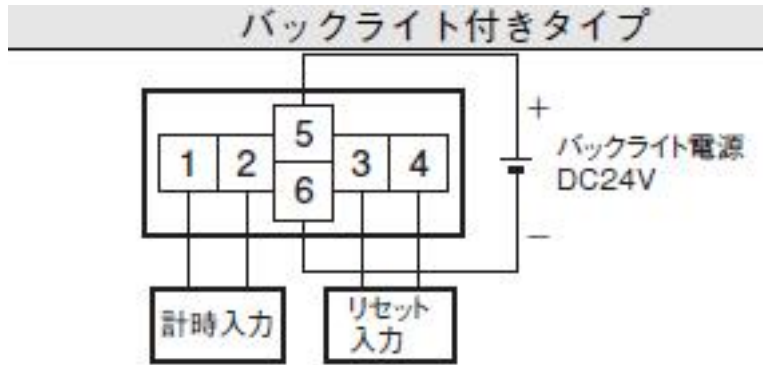 バックライト付きタイプ
5
1 2 3 4
6
+
バックライト電源
DC24V
−
計時入力
リセット
入力